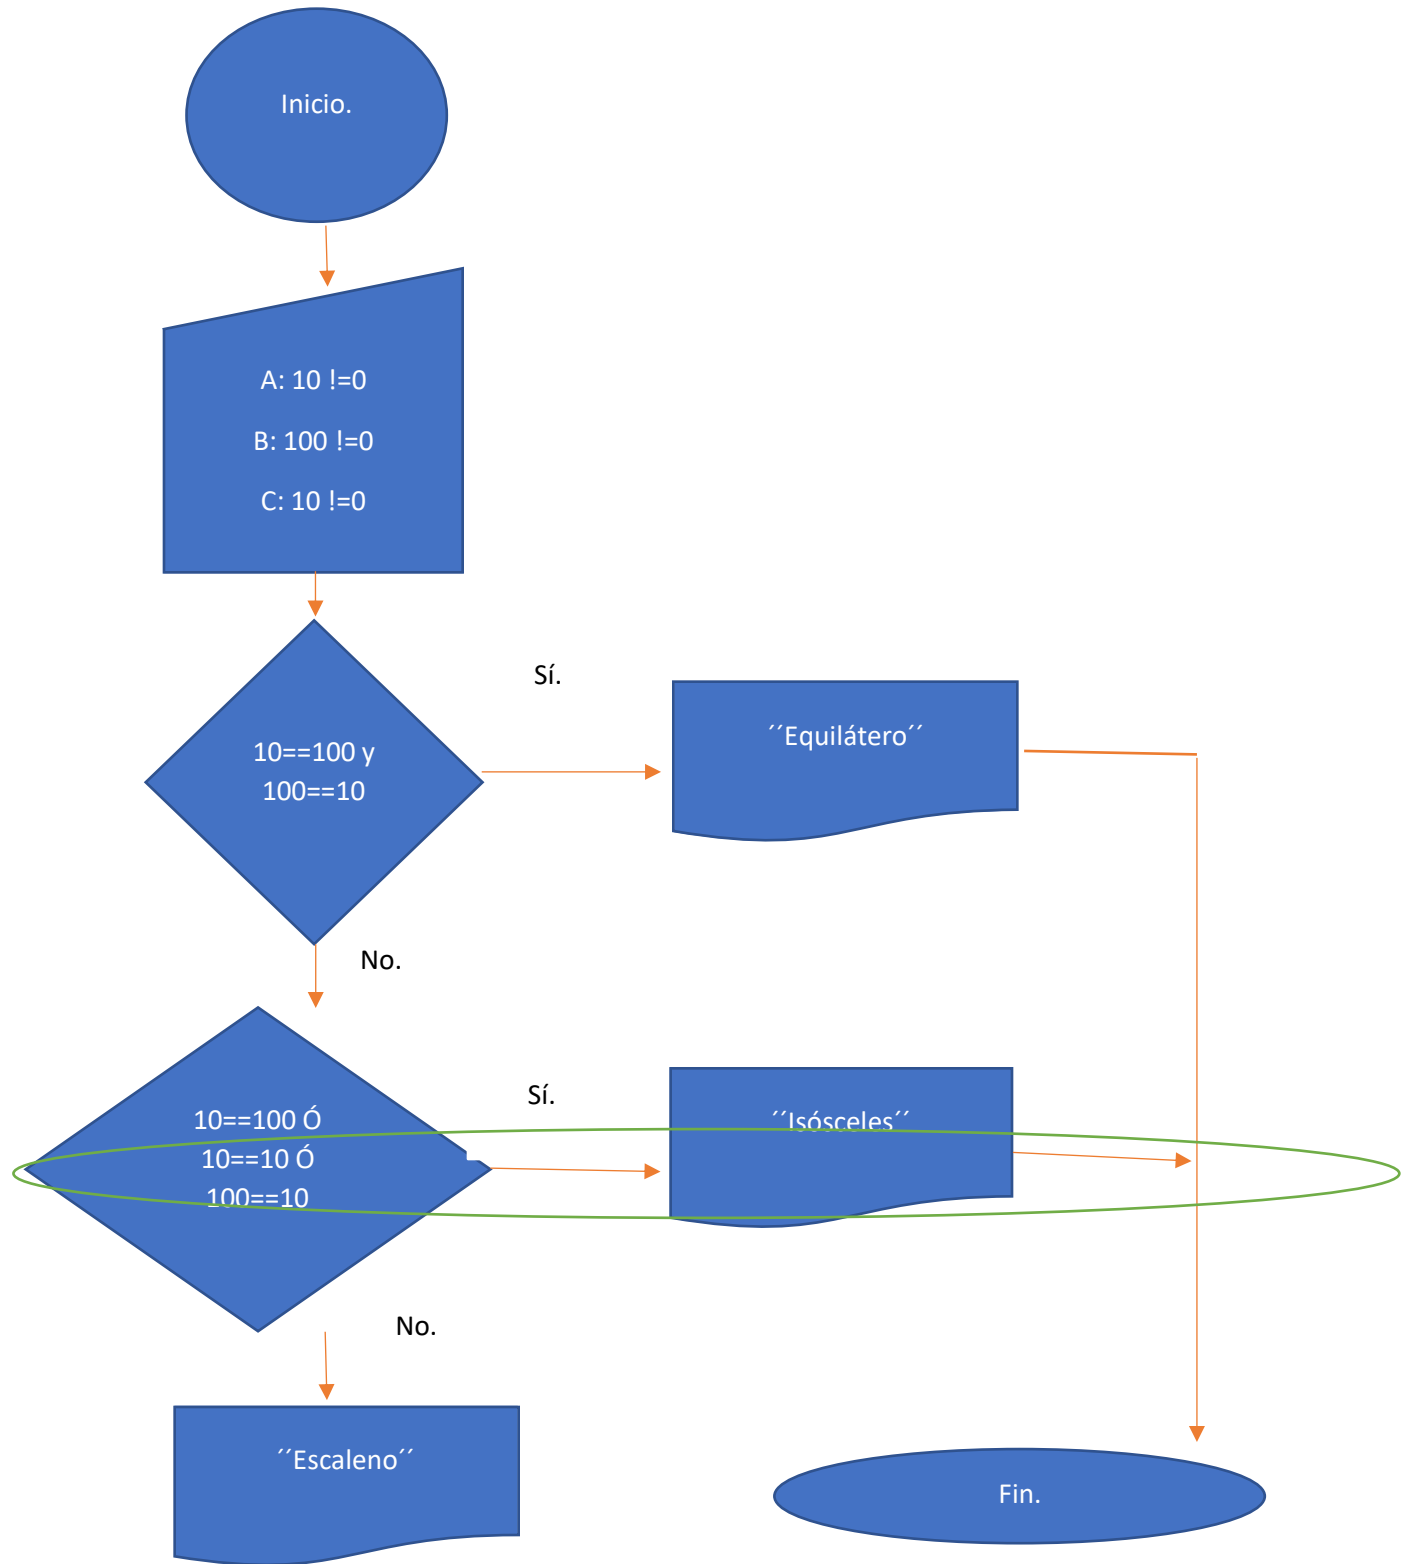 Inicio.
A: 10 !=0
B: 100 !=0
C: 10 !=0
Sí.
10==100 y
100==10
´´Equilátero´´
No.
Sí.
10==100 Ó
10==10 Ó
100==10
´´Isósceles´´
No.
´´Escaleno´´
Fin.